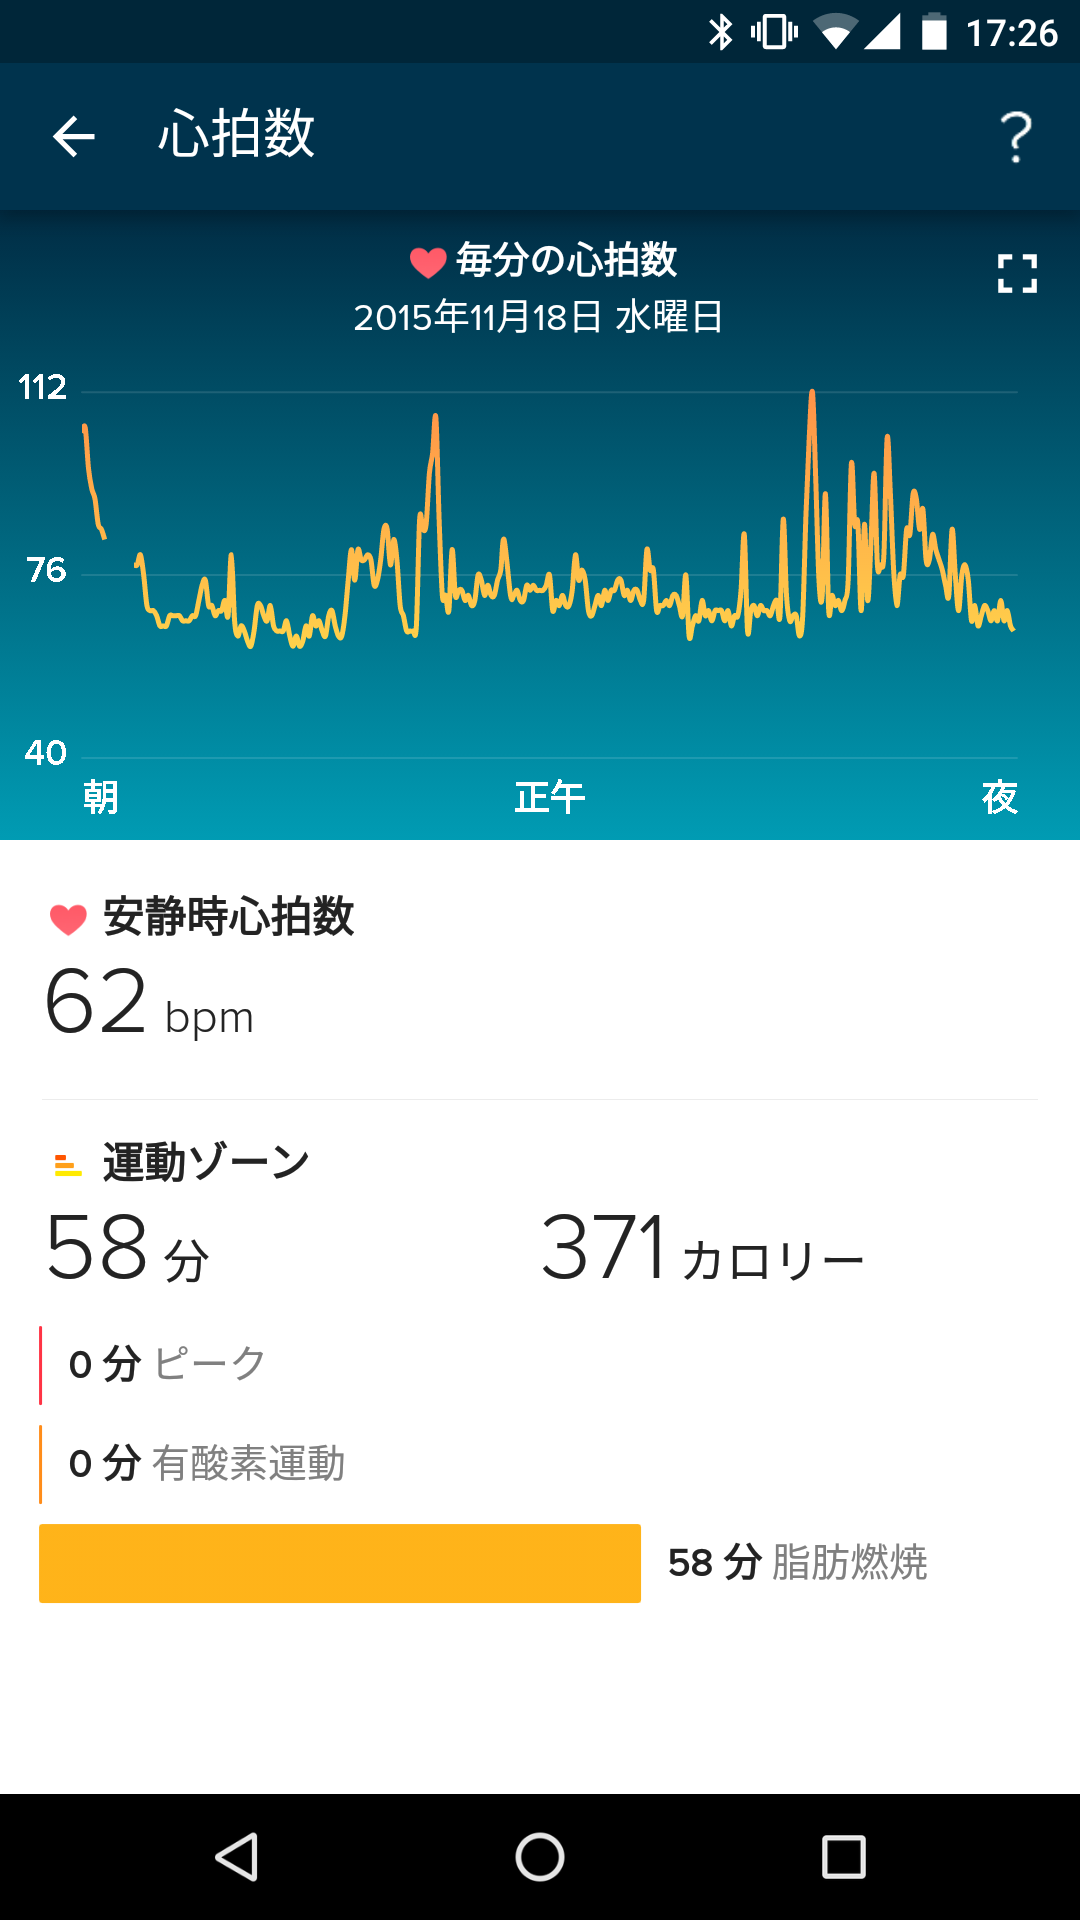 17:26
心拍数
毎分の心拍数
2015年11月18日 水曜日
112
76
40
朝 正午 夜
安静時心拍数
62 bpm
運動ゾーン
58 分 371 カロリー
0 分 ピーク
0 分 有酸素運動
58 分 脂肪燃焼